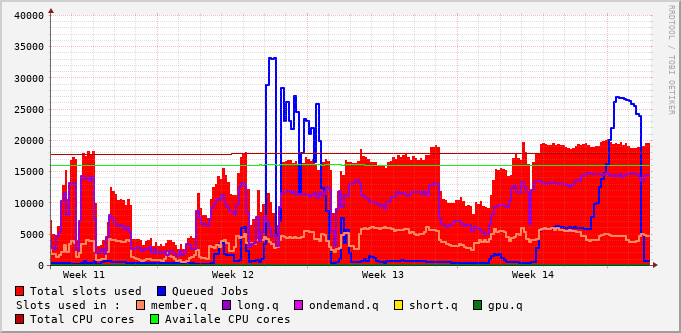 40000
35000
30000
25000
20000
15000
10000
5000
0
Week 11 Week 12 Week 13 Week 14
Total slots used Queued Jobs
Slots used in : member.q long.q ondemand.q short.q gpu.q
Total CPU cores Availale CPU cores
RRDTOOL / TOBI OETIKER